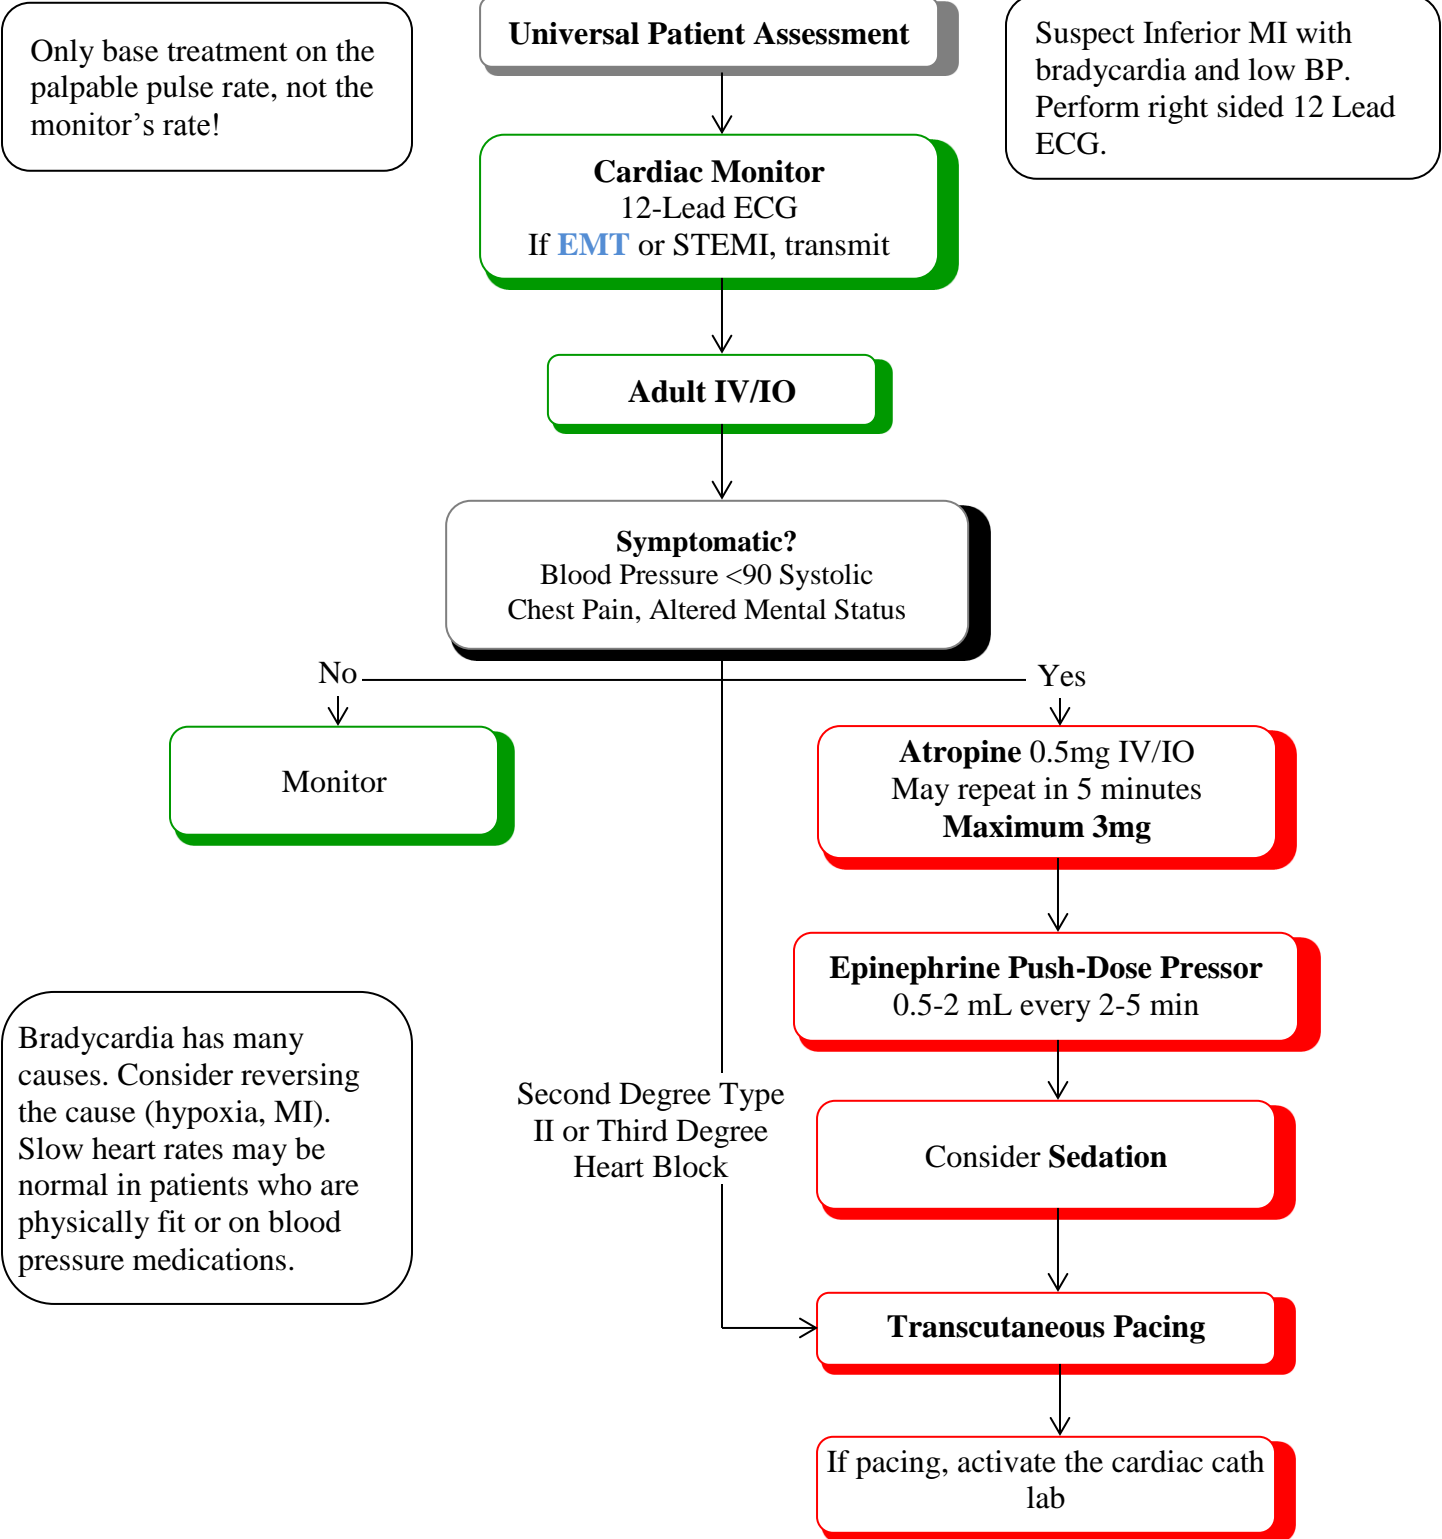 Only base treatment on the
palpable pulse rate, not the
monitor’s rate!
Universal Patient Assessment
Suspect Inferior MI with
bradycardia and low BP.
Perform right sided 12 Lead
ECG.
Cardiac Monitor
12-Lead ECG
If EMT or STEMI, transmit
Adult IV/IO
Symptomatic?
Blood Pressure <90 Systolic
Chest Pain, Altered Mental Status
No
Yes
Monitor
Atropine 0.5mg IV/IO
May repeat in 5 minutes
Maximum 3mg
Epinephrine Push-Dose Pressor
0.5-2 mL every 2-5 min
Bradycardia has many
causes. Consider reversing
the cause (hypoxia, MI).
Slow heart rates may be
normal in patients who are
physically fit or on blood
pressure medications.
Second Degree Type
II or Third Degree
Heart Block
Consider Sedation
Transcutaneous Pacing
If pacing, activate the cardiac cath
lab